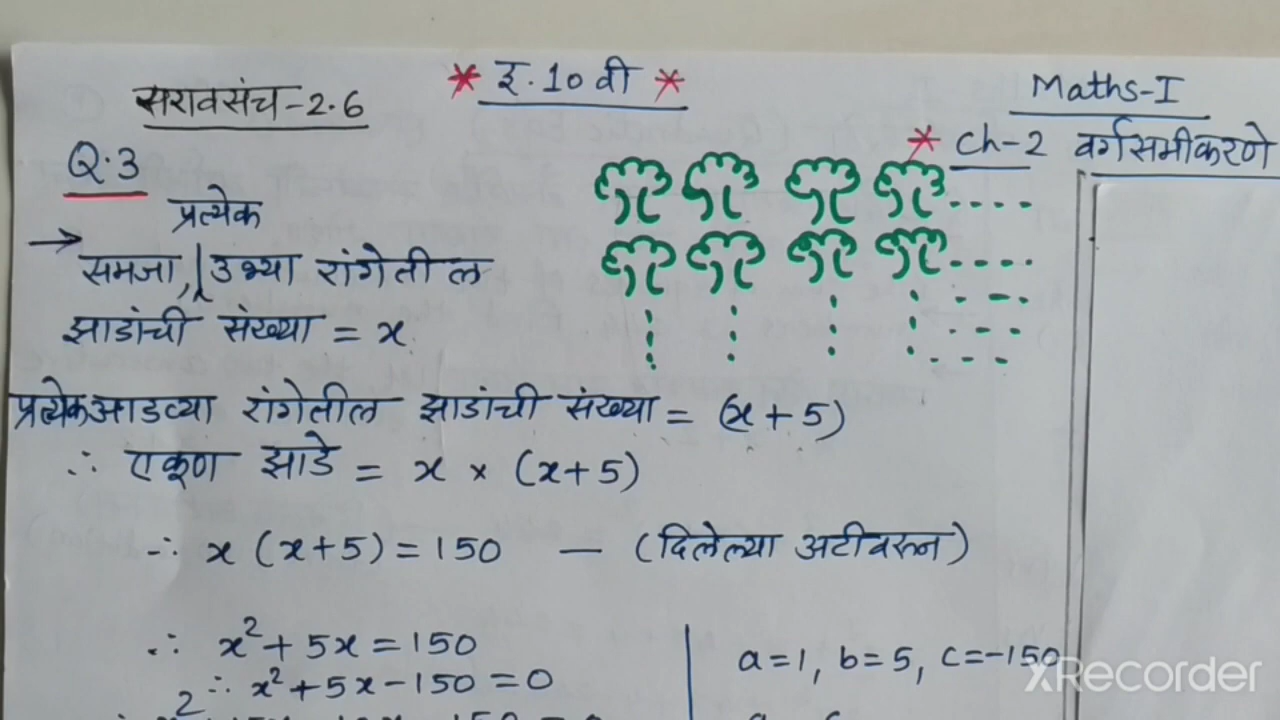 * इ. 10 वी *
Maths-I
सरावसंच-2.6
* Ch-2 वर्गसमीकरणे
Q.3
प्रत्येक
→ समजा, उभ्या रांगेतील
झाडांची संख्या = x
प्रत्येक आडव्या रांगेतील झाडांची संख्या = (x + 5)
∴ एकूण झाडे = x × (x+5)
∴ x (x+5) = 150 — (दिलेल्या अटीवरून)
∴ x² + 5x = 150
a=1, b=5, c=-150
∴ x² + 5x - 150 = 0
XRecorder